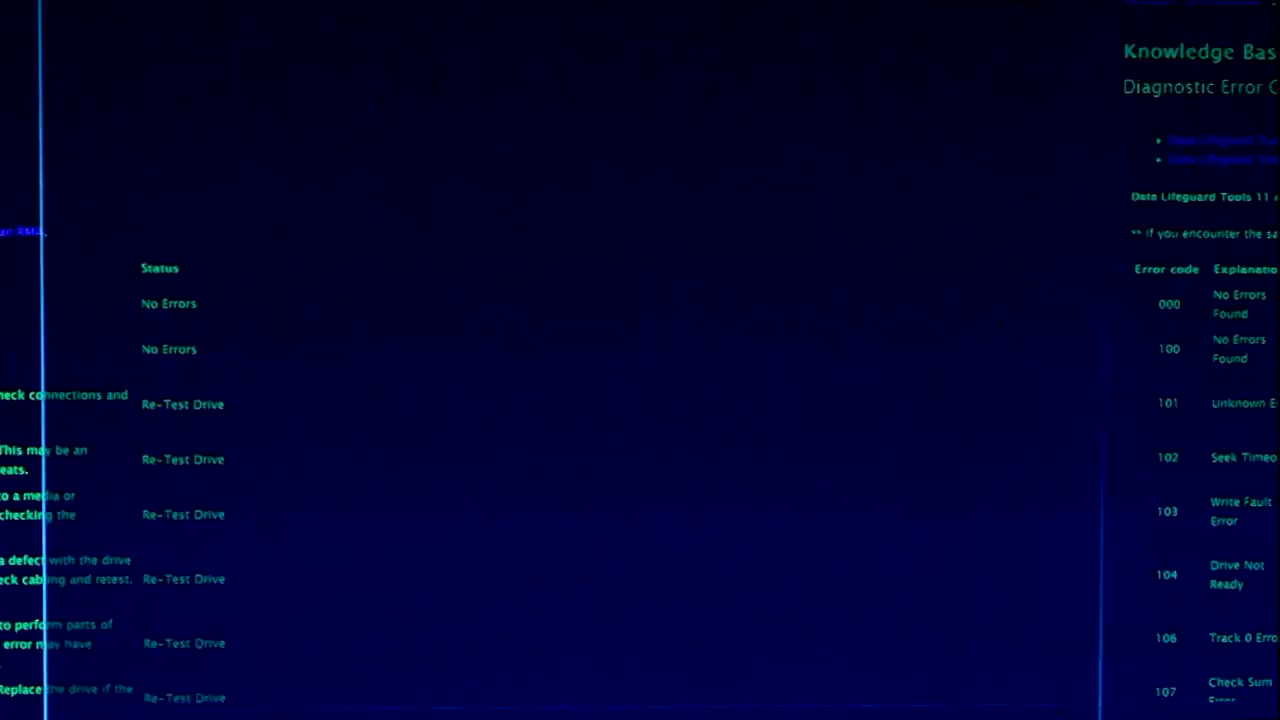 Knowledge Bas
Diagnostic Error C
Data Lifeguard Tools 11
an RMA.
** If you encounter the sa
Status
Error code Explanatio
No Errors
000 No Errors
Found
No Errors
100 No Errors
Found
heck connections and
Re-Test Drive
101 Unknown E
This may be an
eats.
Re-Test Drive
102 Seek Timeo
to a media or
checking the
Re-Test Drive
103 Write Fault
Error
a defect with the drive
eck cabling and retest.
Re-Test Drive
104 Drive Not
Ready
to perform parts of
error may have
Re-Test Drive
106 Track 0 Erro
Replace the drive if the
Re-Test Drive
107 Check Sum
Error